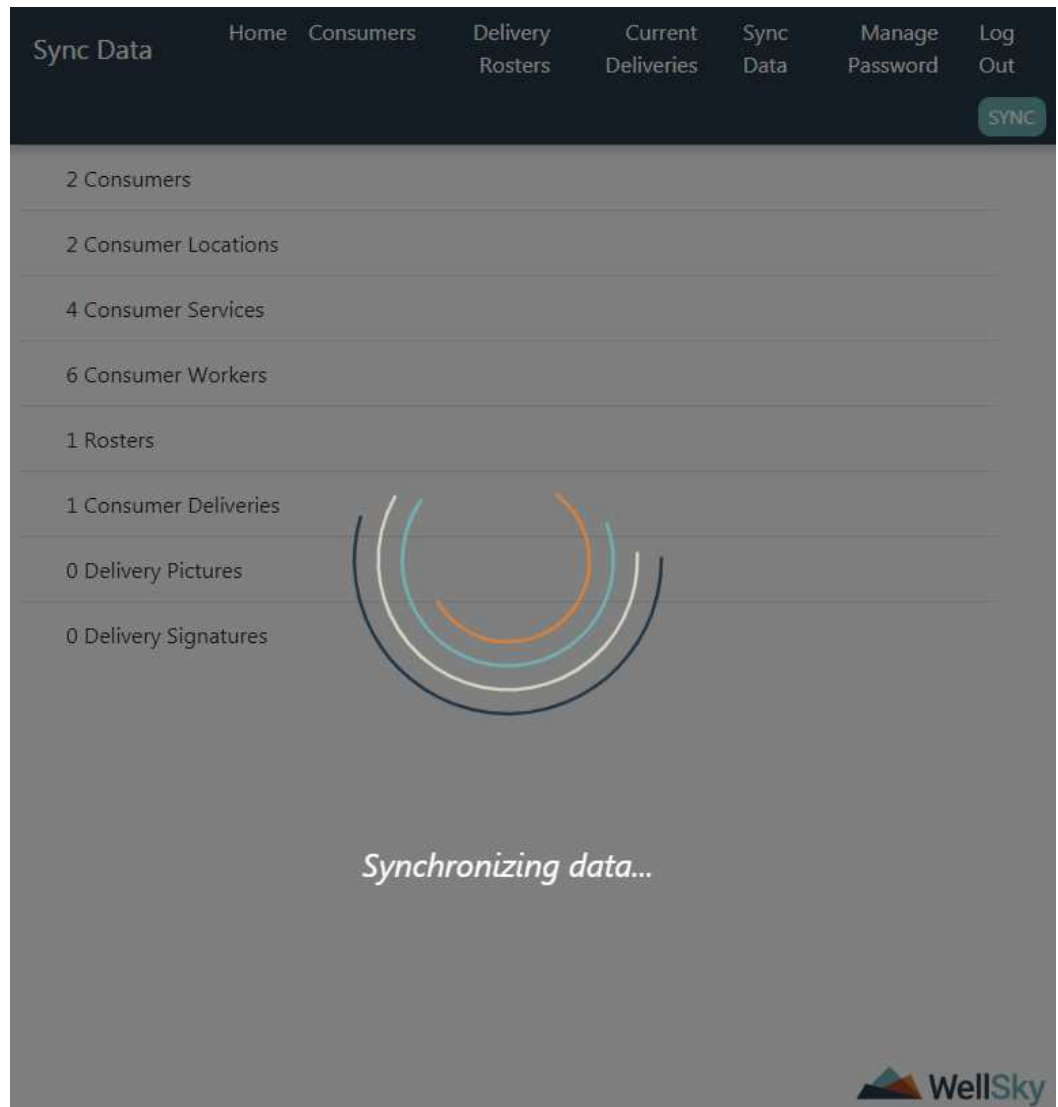 Sync Data
Home Consumers Delivery Rosters Current Deliveries Sync Data Manage Password Log Out
SYNC
2 Consumers
2 Consumer Locations
4 Consumer Services
6 Consumer Workers
1 Rosters
1 Consumer Deliveries
0 Delivery Pictures
0 Delivery Signatures
Synchronizing data...
WellSky